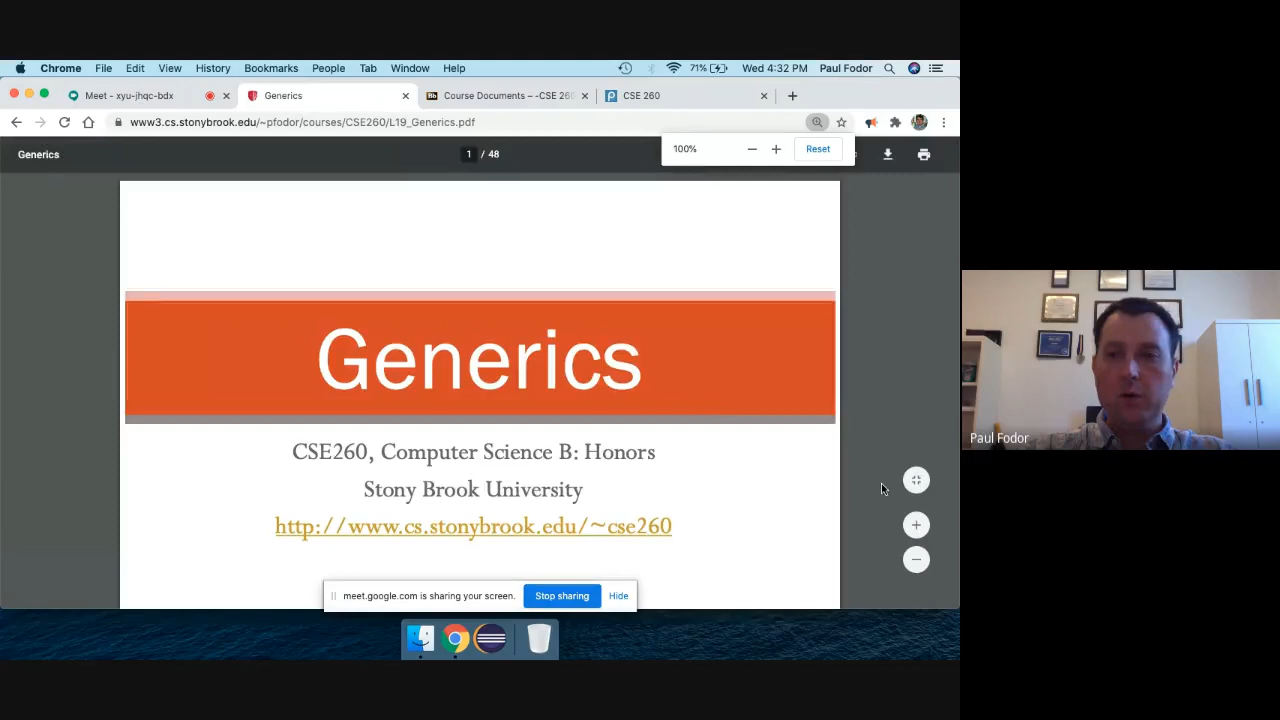 Chrome File Edit View History Bookmarks People Tab Window Help 71% Wed 4:32 PM Paul Fodor
Meet - xyu-jhqc-bdx Generics Course Documents – -CSE 260 CSE 260
www3.cs.stonybrook.edu/~pfodor/courses/CSE260/L19_Generics.pdf
Generics 1 / 48 100% Reset
Generics
CSE260, Computer Science B: Honors
Stony Brook University
http://www.cs.stonybrook.edu/~cse260
meet.google.com is sharing your screen. Stop sharing Hide
Paul Fodor